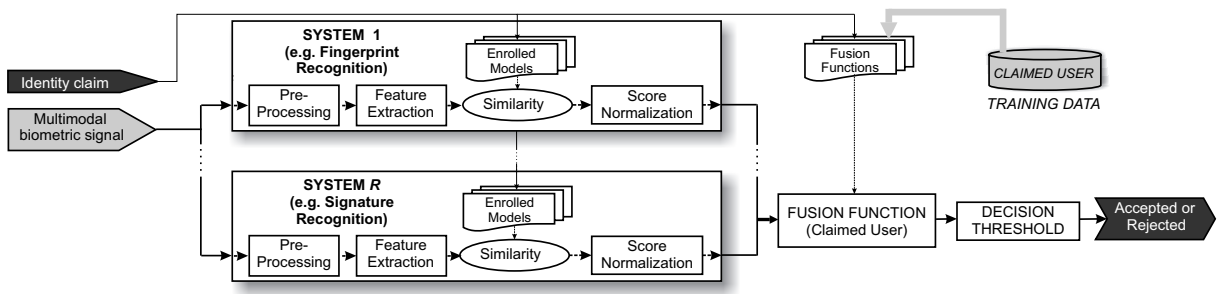 SYSTEM 1
(e.g. Fingerprint
Recognition)
Enrolled
Models
Fusion
Functions
CLAIMED USER
TRAINING DATA
Identity claim
Multimodal
biometric signal
Pre-
Processing
Feature
Extraction
Similarity
Score
Normalization
SYSTEM R
(e.g. Signature
Recognition)
Enrolled
Models
Pre-
Processing
Feature
Extraction
Similarity
Score
Normalization
FUSION FUNCTION
(Claimed User)
DECISION
THRESHOLD
Accepted or
Rejected